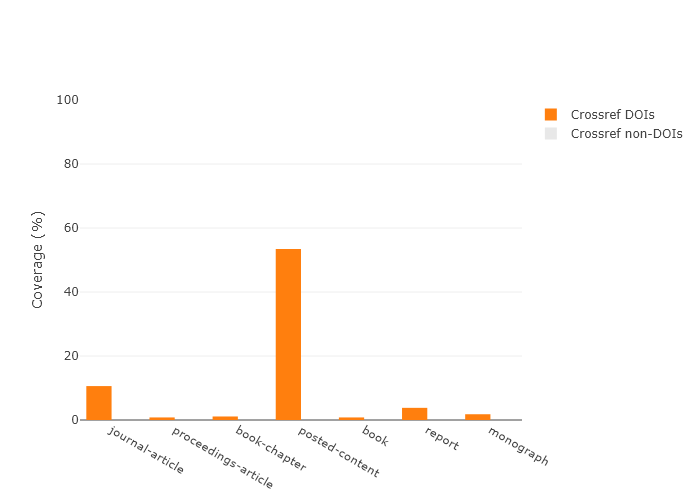 100
80
60
40
20
0
Coverage (%)
journal-article
proceedings-article
book-chapter
posted-content
book
report
monograph
Crossref DOIs
Crossref non-DOIs